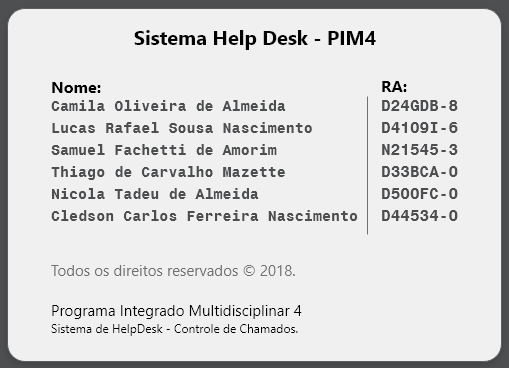 Sistema Help Desk - PIM4
Nome: RA:
Camila Oliveira de Almeida D24GDB-8
Lucas Rafael Sousa Nascimento D4109I-6
Samuel Fachetti de Amorim N21545-3
Thiago de Carvalho Mazette D33BCA-0
Nicola Tadeu de Almeida D500FC-0
Cledson Carlos Ferreira Nascimento D44534-0
Todos os direitos reservados © 2018.
Programa Integrado Multidisciplinar 4
Sistema de HelpDesk - Controle de Chamados.